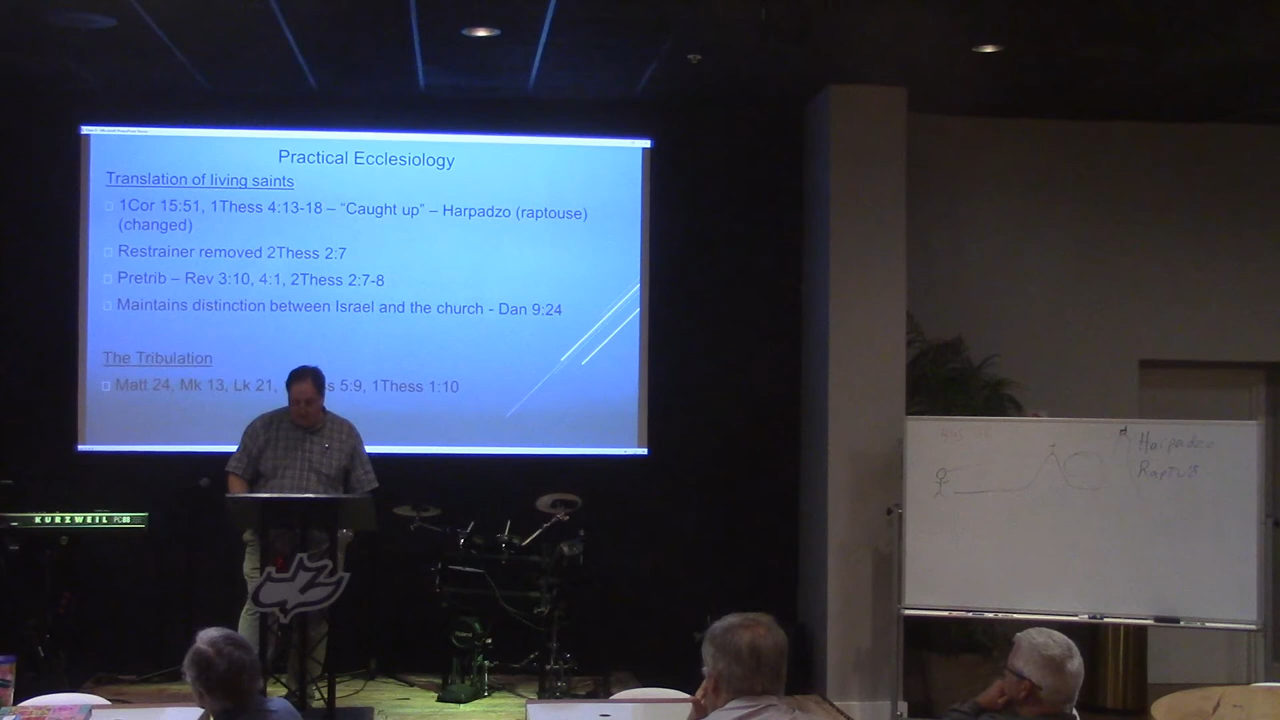 Practical Ecclesiology
Translation of living saints
1Cor 15:51, 1Thess 4:13-18 – “Caught up” – Harpadzo (raptouse)
(changed)
Restrainer removed 2Thess 2:7
Pretrib – Rev 3:10, 4:1, 2Thess 2:7-8
Maintains distinction between Israel and the church - Dan 9:24
The Tribulation
Matt 24, Mk 13, Lk 21, 5:9, 1Thess 1:10
KURZWEIL PC88
Harpadzo
Roland